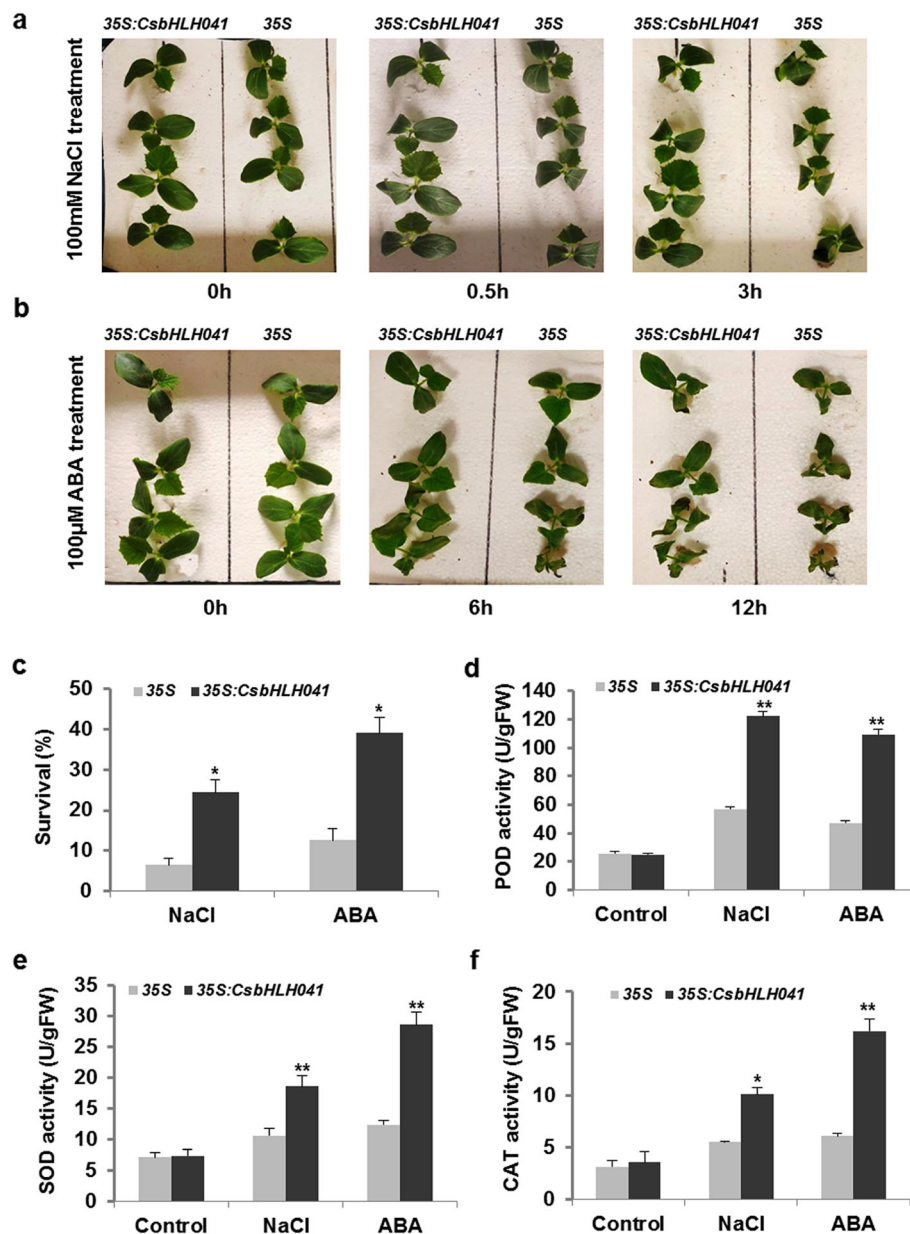 a
35S:CsbHLH041 35S 35S:CsbHLH041 35S 35S:CsbHLH041 35S
100mM NaCl treatment
0h 0.5h 3h
b
35S:CsbHLH041 35S 35S:CsbHLH041 35S 35S:CsbHLH041 35S
100μM ABA treatment
0h 6h 12h
c
35S 35S:CsbHLH041
Survival (%)
50
40
30
20
10
0
* *
NaCl ABA
d
35S 35S:CsbHLH041
POD activity (U/gFW)
140
120
100
80
60
40
20
0
** **
Control NaCl ABA
e
35S 35S:CsbHLH041
SOD activity (U/gFW)
35
30
25
20
15
10
5
0
** **
Control NaCl ABA
f
35S 35S:CsbHLH041
CAT activity (U/gFW)
20
15
10
5
0
* **
Control NaCl ABA